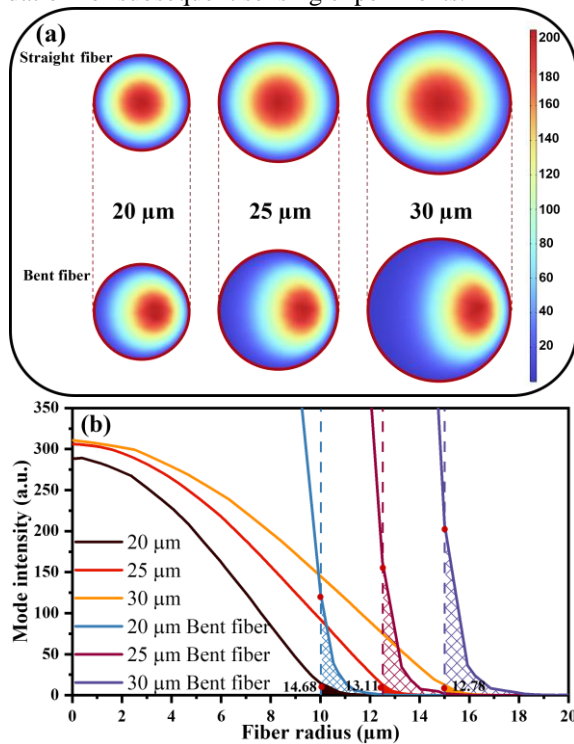 (a)
Straight fiber
20 µm
25 µm
30 µm
Bent fiber
200
180
160
140
120
100
80
60
40
20
(b)
Mode intensity (a.u.)
350
300
250
200
150
100
50
0
20 µm
25 µm
30 µm
20 µm Bent fiber
25 µm Bent fiber
30 µm Bent fiber
14.68
13.11
12.78
0 2 4 6 8 10 12 14 16 18 20
Fiber radius (µm)